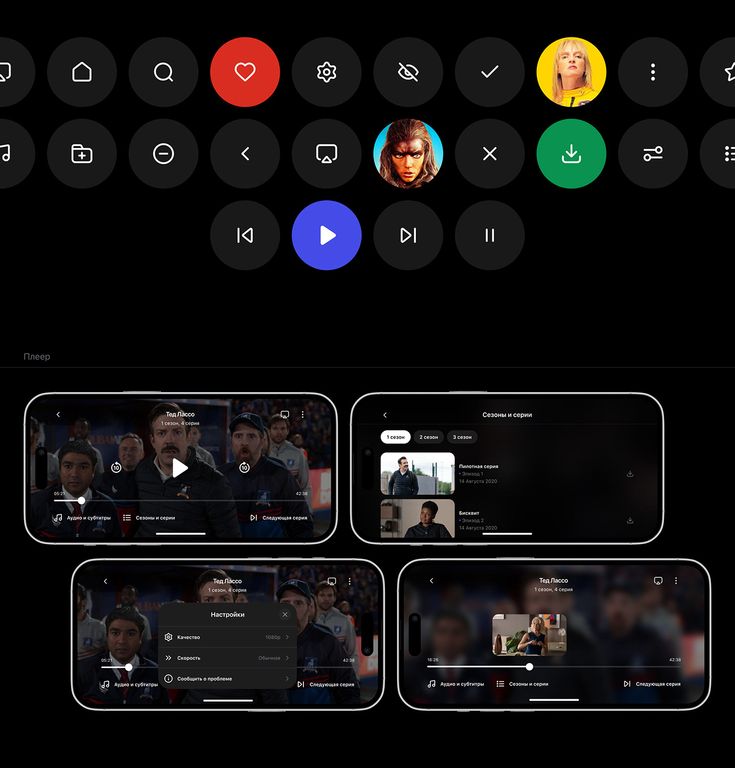 Плеер
Тед Лассо
1 сезон, 4 серия
10
10
05:21
42:38
Аудио и субтитры
Сезоны и серии
Следующая серия
Сезоны и серии
1 сезон
2 сезон
3 сезон
Пилотная серия
• Эпизод 1
14 Августа 2020
Бисквит
• Эпизод 2
14 Августа 2020
Тед Лассо
1 сезон, 4 серия
Настройки
Качество
1080p
Скорость
Обычная
Сообщить о проблеме
05:21
42:38
Аудио и субтитры
Следующая серия
Тед Лассо
1 сезон, 4 серия
18:26
42:38
Аудио и субтитры
Сезоны и серии
Следующая серия